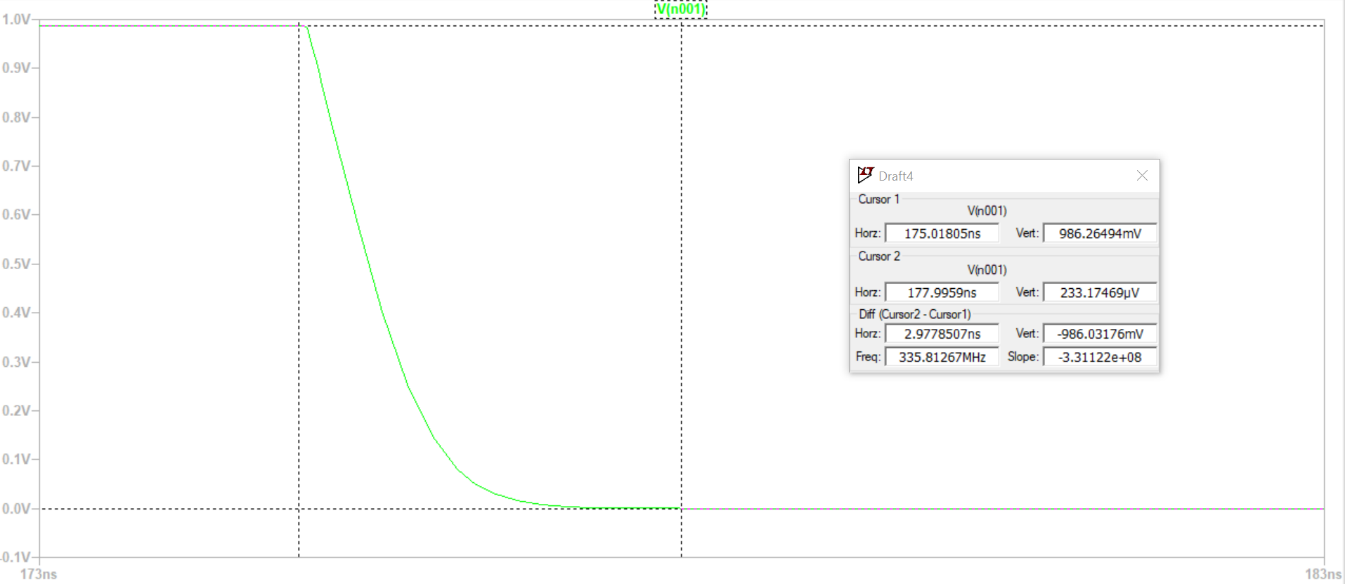 V(n001)
1.0V
0.9V
0.8V
0.7V
0.6V
0.5V
0.4V
0.3V
0.2V
0.1V
0.0V
-0.1V
173ns 183ns
Draft4
Cursor 1
V(n001)
Horz: 175.01805ns Vert: 986.26494mV
Cursor 2
V(n001)
Horz: 177.9959ns Vert: 233.17469µV
Diff (Cursor2 - Cursor1)
Horz: 2.9778507ns Vert: -986.03176mV
Freq: 335.81267MHz Slope: -3.31122e+08